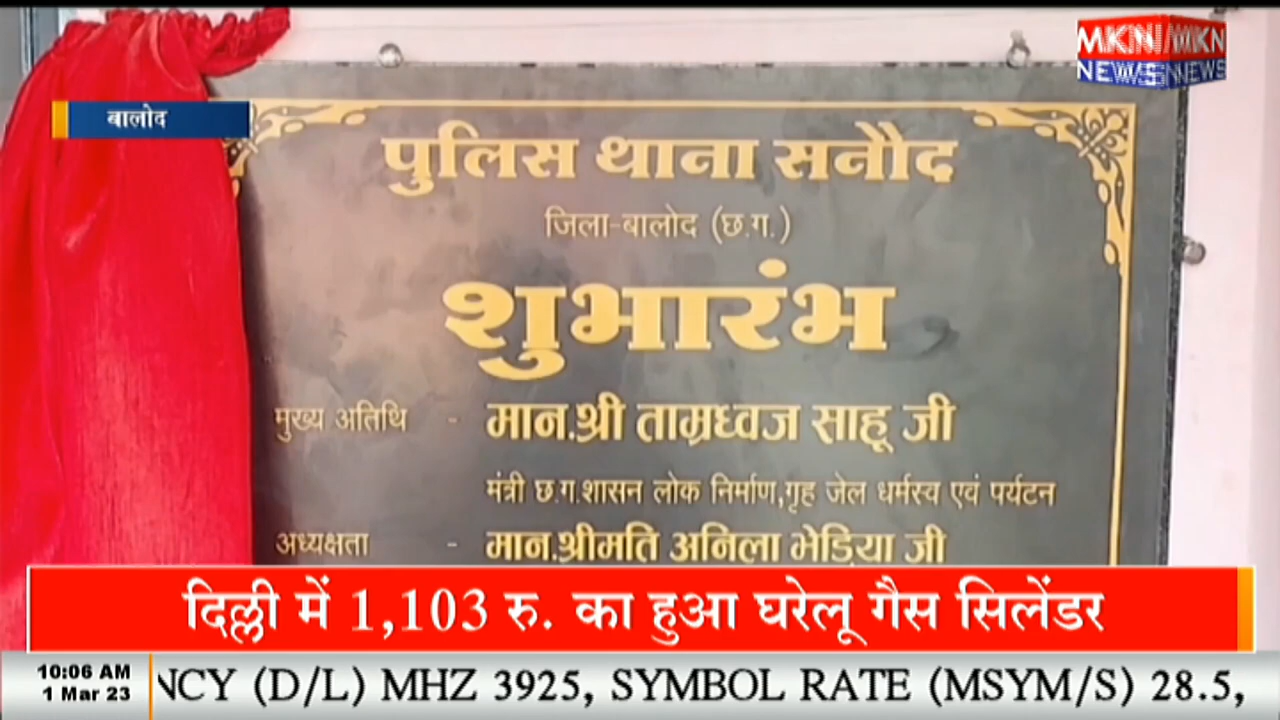 MKN MKN
NEWS NEWS
बालोद
पुलिस थाना सनौद
जिला-बालोद (छ.ग.)
शुभारंभ
मुख्य अतिथि - मान.श्री ताम्रध्वज साहू जी
मंत्री छ.ग.शासन लोक निर्माण,गृह जेल धर्मस्व एवं पर्यटन
अध्यक्षता - मान.श्रीमति अनिला भेड़िया जी
दिल्ली में 1,103 रु. का हुआ घरेलू गैस सिलेंडर
10:06 AM
1 Mar 23
NCY (D/L) MHZ 3925, SYMBOL RATE (MSYM/S) 28.5,